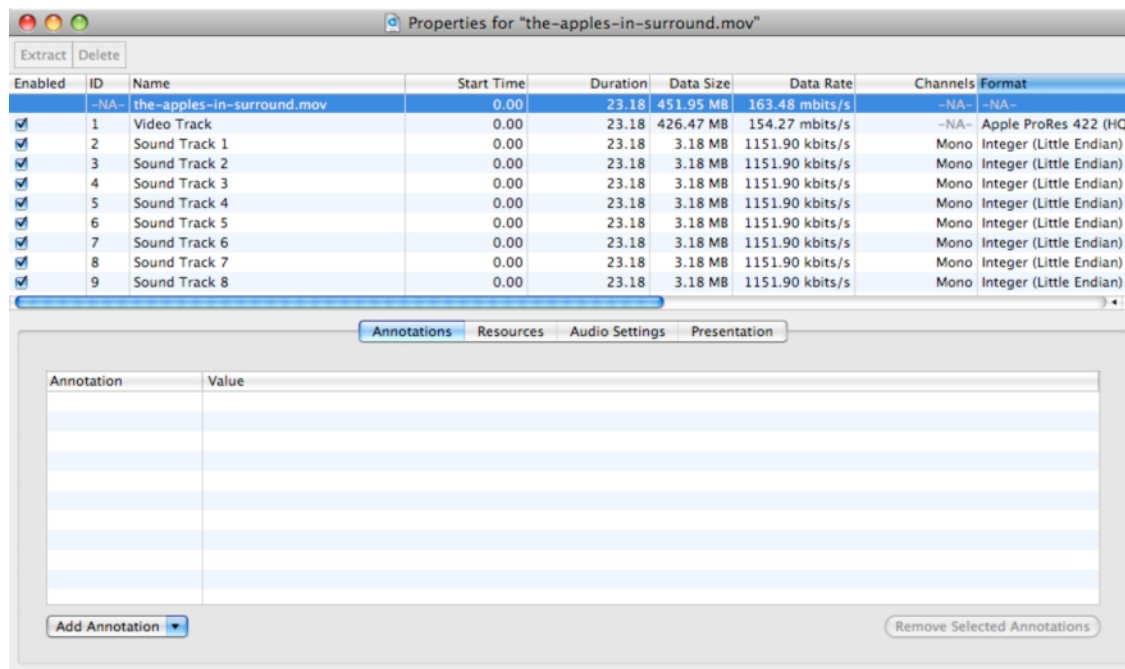 Properties for “the-apples-in-surround.mov”
Extract Delete
Enabled ID Name Start Time Duration Data Size Data Rate Channels Format
-NA- the-apples-in-surround.mov 0.00 23.18 451.95 MB 163.48 mbits/s -NA- -NA-
1 Video Track 0.00 23.18 426.47 MB 154.27 mbits/s -NA- Apple ProRes 422 (HQ
2 Sound Track 1 0.00 23.18 3.18 MB 1151.90 kbits/s Mono Integer (Little Endian)
3 Sound Track 2 0.00 23.18 3.18 MB 1151.90 kbits/s Mono Integer (Little Endian)
4 Sound Track 3 0.00 23.18 3.18 MB 1151.90 kbits/s Mono Integer (Little Endian)
5 Sound Track 4 0.00 23.18 3.18 MB 1151.90 kbits/s Mono Integer (Little Endian)
6 Sound Track 5 0.00 23.18 3.18 MB 1151.90 kbits/s Mono Integer (Little Endian)
7 Sound Track 6 0.00 23.18 3.18 MB 1151.90 kbits/s Mono Integer (Little Endian)
8 Sound Track 7 0.00 23.18 3.18 MB 1151.90 kbits/s Mono Integer (Little Endian)
9 Sound Track 8 0.00 23.18 3.18 MB 1151.90 kbits/s Mono Integer (Little Endian)
Annotations Resources Audio Settings Presentation
Annotation Value
Add Annotation Remove Selected Annotations